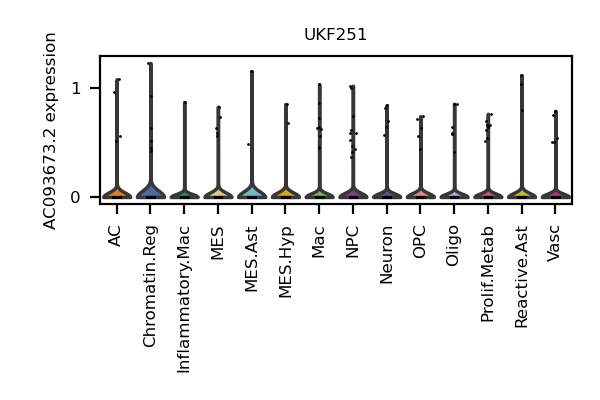 UKF251
AC093673.2 expression
1
0
AC
Chromatin.Reg
Inflammatory.Mac
MES
MES.Ast
MES.Hyp
Mac
NPC
Neuron
OPC
Oligo
Prolif.Metab
Reactive.Ast
Vasc